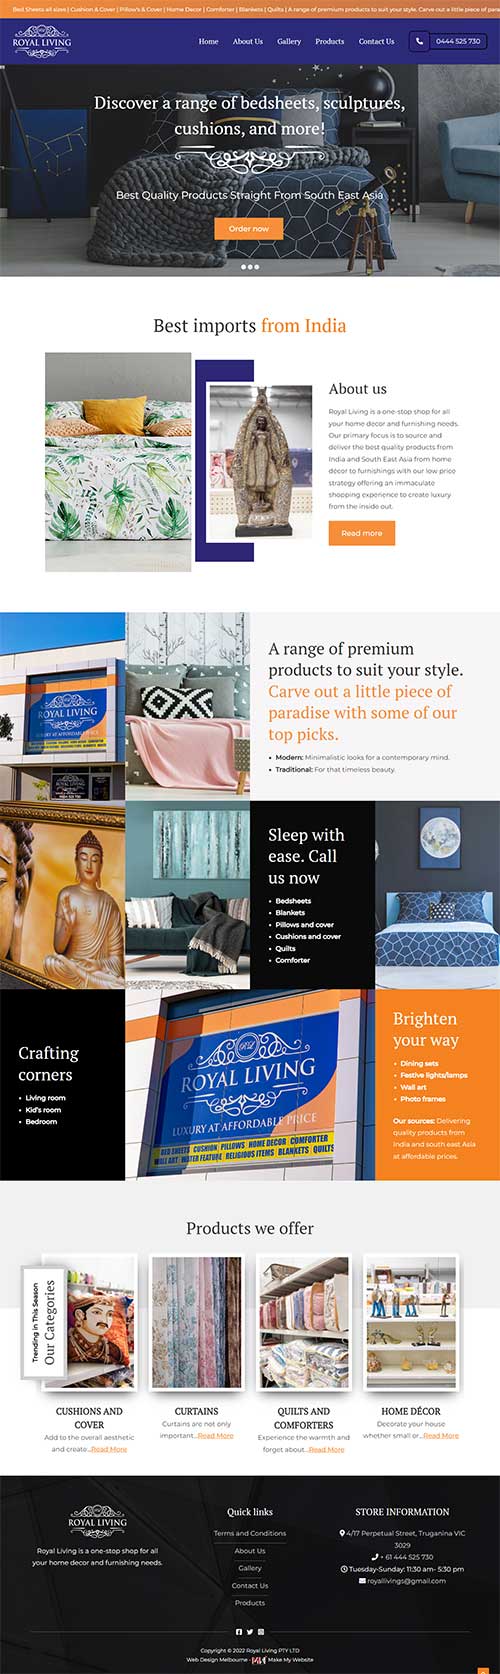 Bed Sheets all sizes | Cushion & Cover | Pillow's & Cover | Home Decor | Comforter | Blankets | Quilts | A range of premium products to suit your style. Carve out a little piece of para
ROYAL LIVING
Home
About Us
Gallery
Products
Contact Us
0444 525 730
Discover a range of bedsheets, sculptures,
cushions, and more!
Best Quality Products Straight From South East Asia
Order now
Best imports from India
About us
Royal Living is a one-stop shop for all
your home decor and furnishing needs.
Our primary focus is to source and
deliver the best quality products from
India and South East Asia from home
décor to furnishings with our low price
strategy offering an immaculate
shopping experience to create luxury
from the inside out.
Read more
ROYAL LIVING
LUXURY AT AFFORDABLE PRICE
ROYAL LIVING
A range of premium
products to suit your style.
Carve out a little piece of
paradise with some of our
top picks.
• Modern: Minimalistic looks for a contemporary mind.
• Traditional: For that timeless beauty.
Sleep with
ease. Call
us now
• Bedsheets
• Blankets
• Pillows and cover
• Cushions and cover
• Quilts
• Comforter
Crafting
corners
• Living room
• Kid's room
• Bedroom
RL
ROYAL LIVING
LUXURY AT AFFORDABLE PRICE
BED SHEETS CUSHION PILLOWS HOME DECOR COMFORTER
WALL ART WATER FEATURE RELIGIOUS ITEMS BLANKETS QUILTS
Brighten
your way
• Dining sets
• Festive lights/lamps
• Wall art
• Photo frames
Our sources: Delivering
quality products from
India and south east Asia
at affordable prices.
Products we offer
Trending in This Season
Our Categories
CUSHIONS AND
COVER
Add to the overall aesthetic
and create...Read More
CURTAINS
Curtains are not only
important...Read More
QUILTS AND
COMFORTERS
Experience the warmth and
forget about...Read More
HOME DÉCOR
Decorate your house
whether small or...Read More
ROYAL LIVING
Royal Living is a one-stop shop for all
your home decor and furnishing needs.
Quick links
Terms and Conditions
About Us
Gallery
Contact Us
Products
STORE INFORMATION
4/17 Perpetual Street, Truganina VIC
3029
+ 61 444 525 730
Tuesday-Sunday: 11:30 am- 5:30 pm
royallivings@gmail.com
Copyright © 2022 Royal Living PTY LTD
Web Design Melbourne - Make My Website